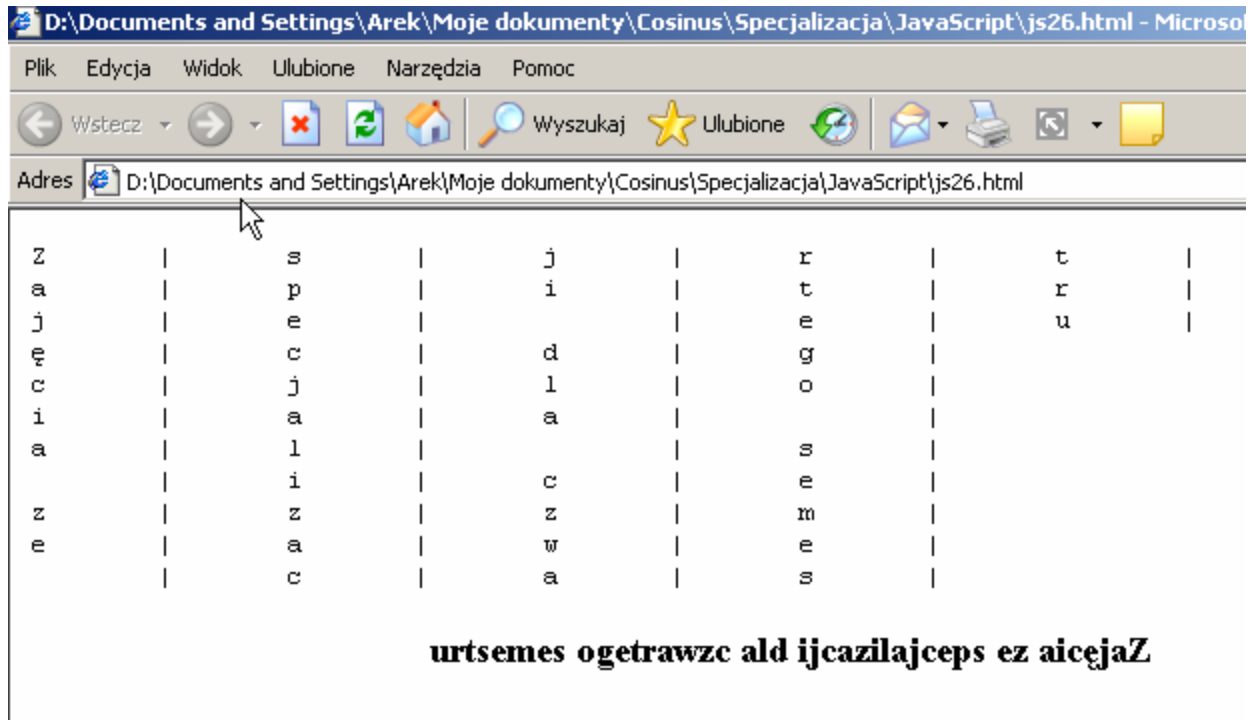 D:\Documents and Settings\Arek\Moje dokumenty\Cosinus\Specjalizacja\JavaScript\js26.html -
Plik Edycja Widok Ulubione Narzędzia Pomoc
Wstecz Wyszukaj Ulubione
Adres D:\Documents and Settings\Arek\Moje dokumenty\Cosinus\Specjalizacja\JavaScript\js26.html
Z | s | j | r | t |
a | p | i | t | r |
j | e | | e | u |
ę | c | d | g |
c | j | l | o |
i | a | a | |
a | l | | s |
| i | c | e |
z | z | z | m |
e | a | w | e |
| c | a | s |
urtsemes ogetrawzc ald ijcazilajceps ez aicęjaZ